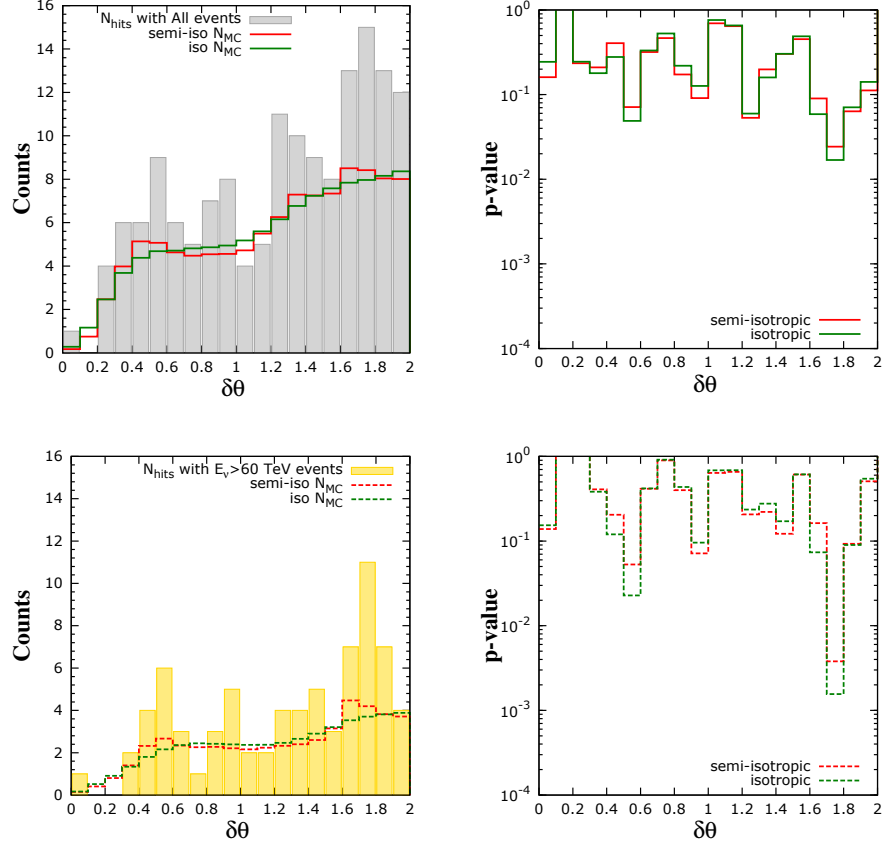 16
14
12
10
8
6
4
2
0
Counts
N_hits with All events
semi-iso N_MC
iso N_MC
0 0.2 0.4 0.6 0.8 1 1.2 1.4 1.6 1.8 2
δθ
10^0
10^-1
10^-2
10^-3
10^-4
p-value
semi-isotropic
isotropic
0 0.2 0.4 0.6 0.8 1 1.2 1.4 1.6 1.8 2
δθ
16
14
12
10
8
6
4
2
0
Counts
N_hits with E_ν>60 TeV events
semi-iso N_MC
iso N_MC
0 0.2 0.4 0.6 0.8 1 1.2 1.4 1.6 1.8 2
δθ
10^0
10^-1
10^-2
10^-3
10^-4
p-value
semi-isotropic
isotropic
0 0.2 0.4 0.6 0.8 1 1.2 1.4 1.6 1.8 2
δθ